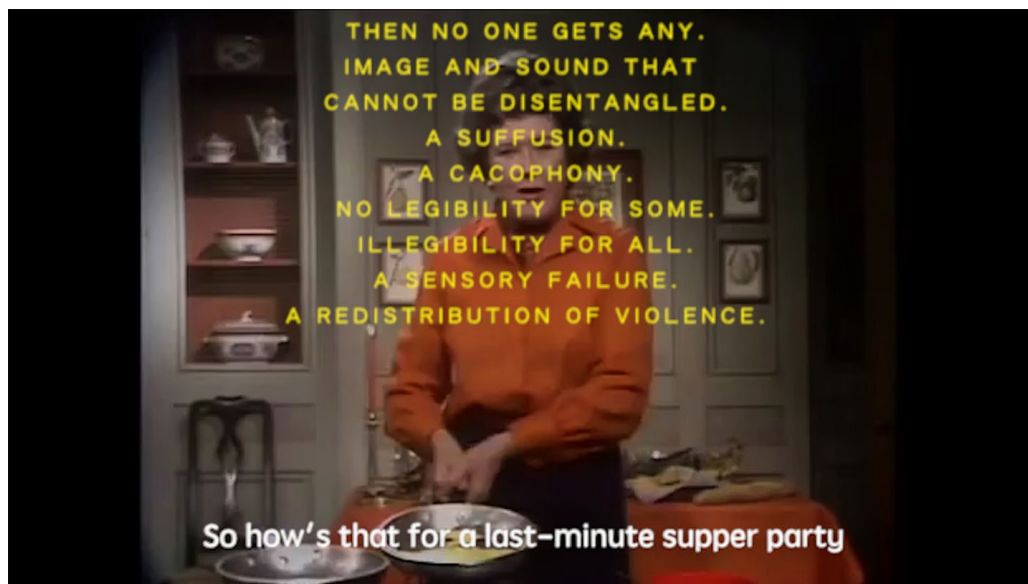 THEN NO ONE GETS ANY.
IMAGE AND SOUND THAT
CANNOT BE DISENTANGLED.
A SUFFUSION.
A CACOPHONY.
NO LEGIBILITY FOR SOME.
ILLEGIBILITY FOR ALL.
A SENSORY FAILURE.
A REDISTRIBUTION OF VIOLENCE.
So how's that for a last-minute supper party